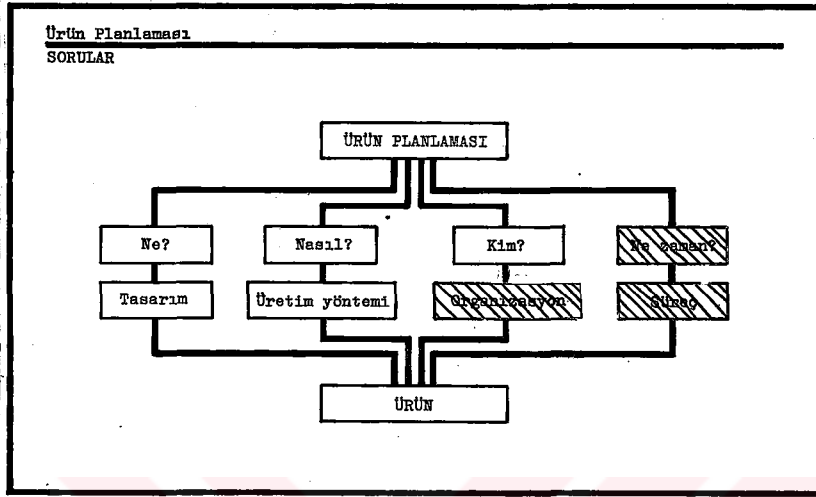 Ürün Planlaması
SORULAR
ÜRÜN PLANLAMASI
Ne? Nasıl? Kim? Ne zaman?
Tasarım Üretim yöntemi Organizasyon Süreç
ÜRÜN